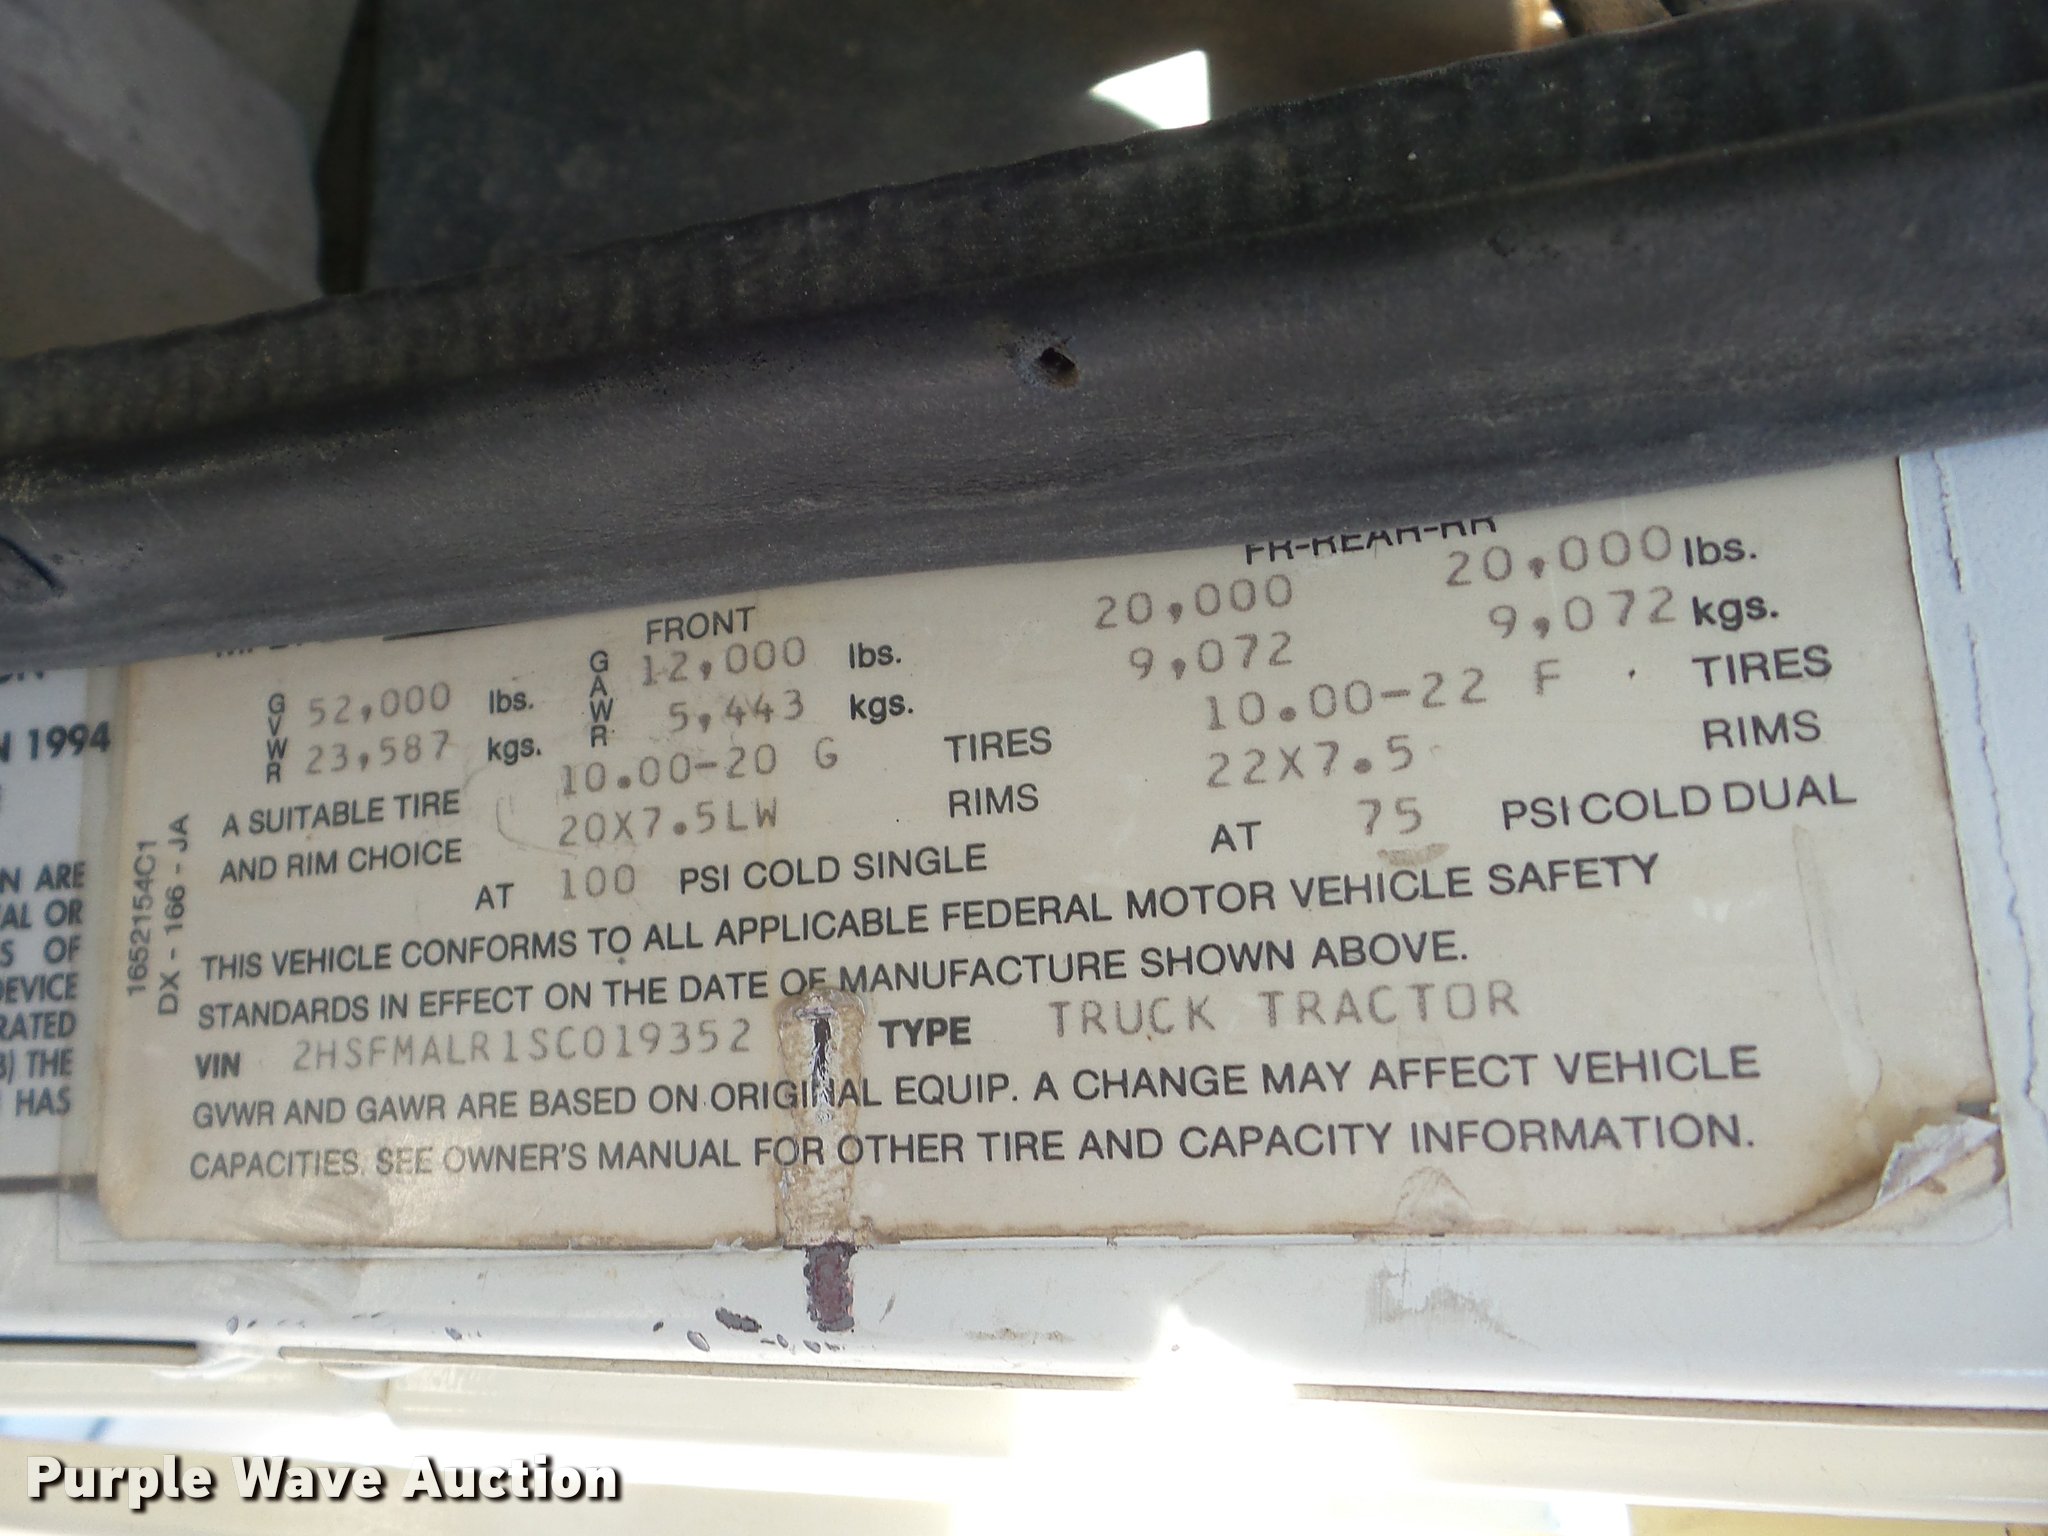 FR-REAR-RR
FRONT
G
V
W
R
52,000 lbs.
23,587 kgs.
G
A
W
R
12,000 lbs. 20,000 20,000 lbs.
5,443 kgs. 9,072 9,072 kgs.
A SUITABLE TIRE 10.00-20 G TIRES 10.00-22 F TIRES
AND RIM CHOICE 20X7.5LW RIMS 22X7.5 RIMS
AT 100 PSI COLD SINGLE AT 75 PSI COLD DUAL
THIS VEHICLE CONFORMS TO ALL APPLICABLE FEDERAL MOTOR VEHICLE SAFETY
STANDARDS IN EFFECT ON THE DATE OF MANUFACTURE SHOWN ABOVE.
VIN 2HSFMALR1SC019352 TYPE TRUCK TRACTOR
GVWR AND GAWR ARE BASED ON ORIGINAL EQUIP. A CHANGE MAY AFFECT VEHICLE
CAPACITIES. SEE OWNER'S MANUAL FOR OTHER TIRE AND CAPACITY INFORMATION.
1652154C1
DX - 166 - JA
1994
ARE
OR
OF
THE
HAS
Purple Wave Auction